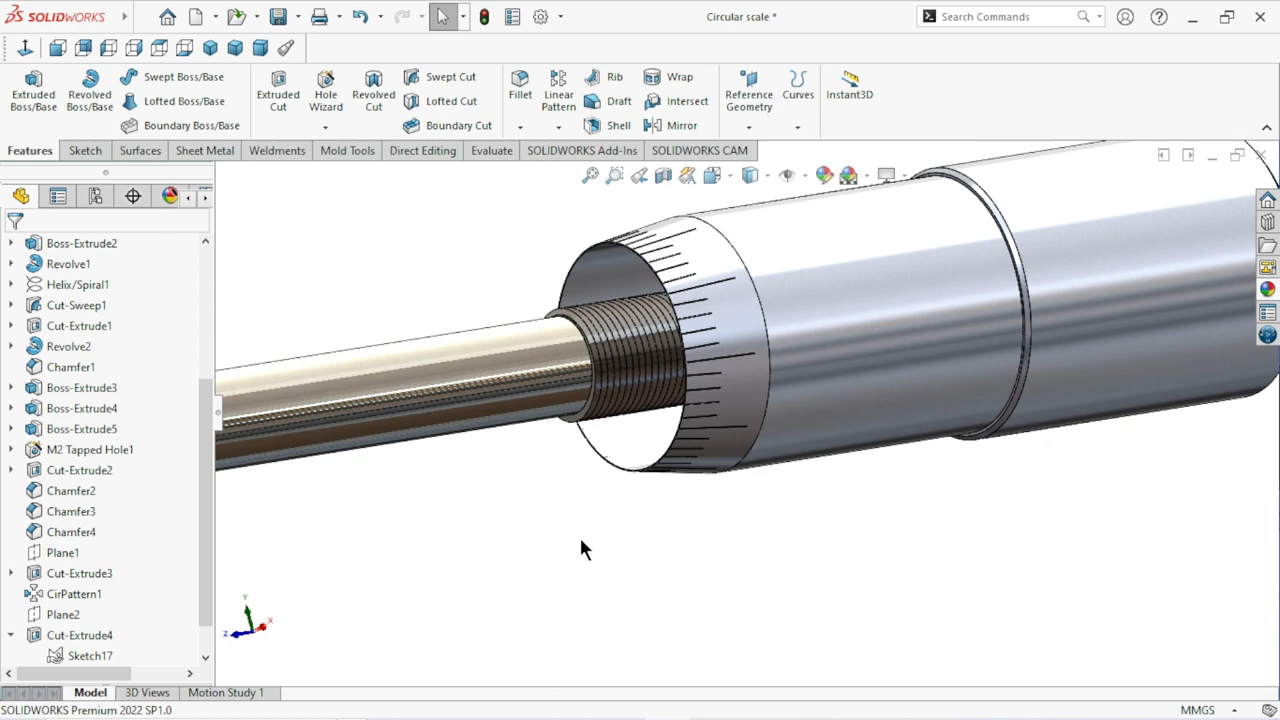 SOLIDWORKS
Circular scale *
Search Commands
Extruded Boss/Base
Revolved Boss/Base
Swept Boss/Base
Lofted Boss/Base
Boundary Boss/Base
Extruded Cut
Hole Wizard
Revolved Cut
Swept Cut
Lofted Cut
Boundary Cut
Fillet
Linear Pattern
Rib
Draft
Shell
Wrap
Intersect
Mirror
Reference Geometry
Curves
Instant3D
Features
Sketch
Surfaces
Sheet Metal
Weldments
Mold Tools
Direct Editing
Evaluate
SOLIDWORKS Add-Ins
SOLIDWORKS CAM
Boss-Extrude2
Revolve1
Helix/Spiral1
Cut-Sweep1
Cut-Extrude1
Revolve2
Chamfer1
Boss-Extrude3
Boss-Extrude4
Boss-Extrude5
M2 Tapped Hole1
Cut-Extrude2
Chamfer2
Chamfer3
Chamfer4
Plane1
Cut-Extrude3
CirPattern1
Plane2
Cut-Extrude4
Sketch17
Y
X
Z
Model
3D Views
Motion Study 1
SOLIDWORKS Premium 2022 SP1.0
MMGS